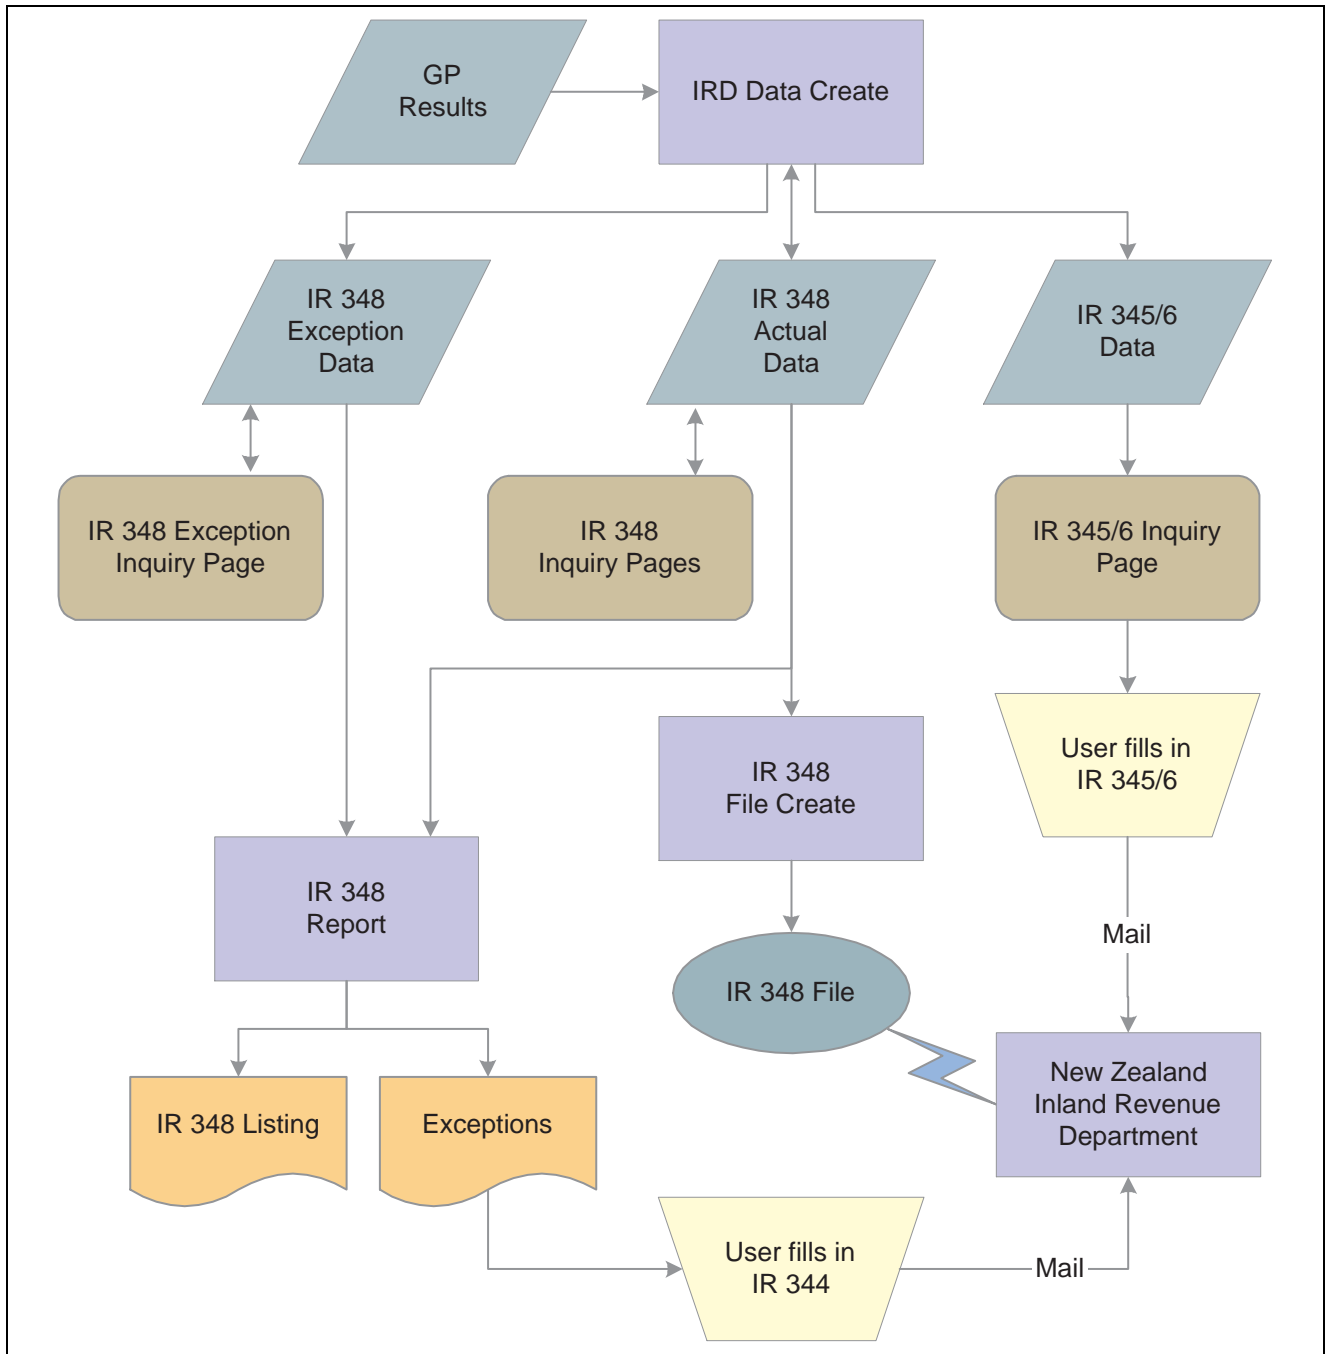 GP
Results
IRD Data Create
IR 348
Exception
Data
IR 348
Actual
Data
IR 345/6
Data
IR 348 Exception
Inquiry Page
IR 348
Inquiry Pages
IR 345/6 Inquiry
Page
User fills in
IR 345/6
IR 348
File Create
IR 348
Report
Mail
IR 348 File
New Zealand
Inland Revenue
Department
IR 348 Listing
Exceptions
User fills in
IR 344
Mail